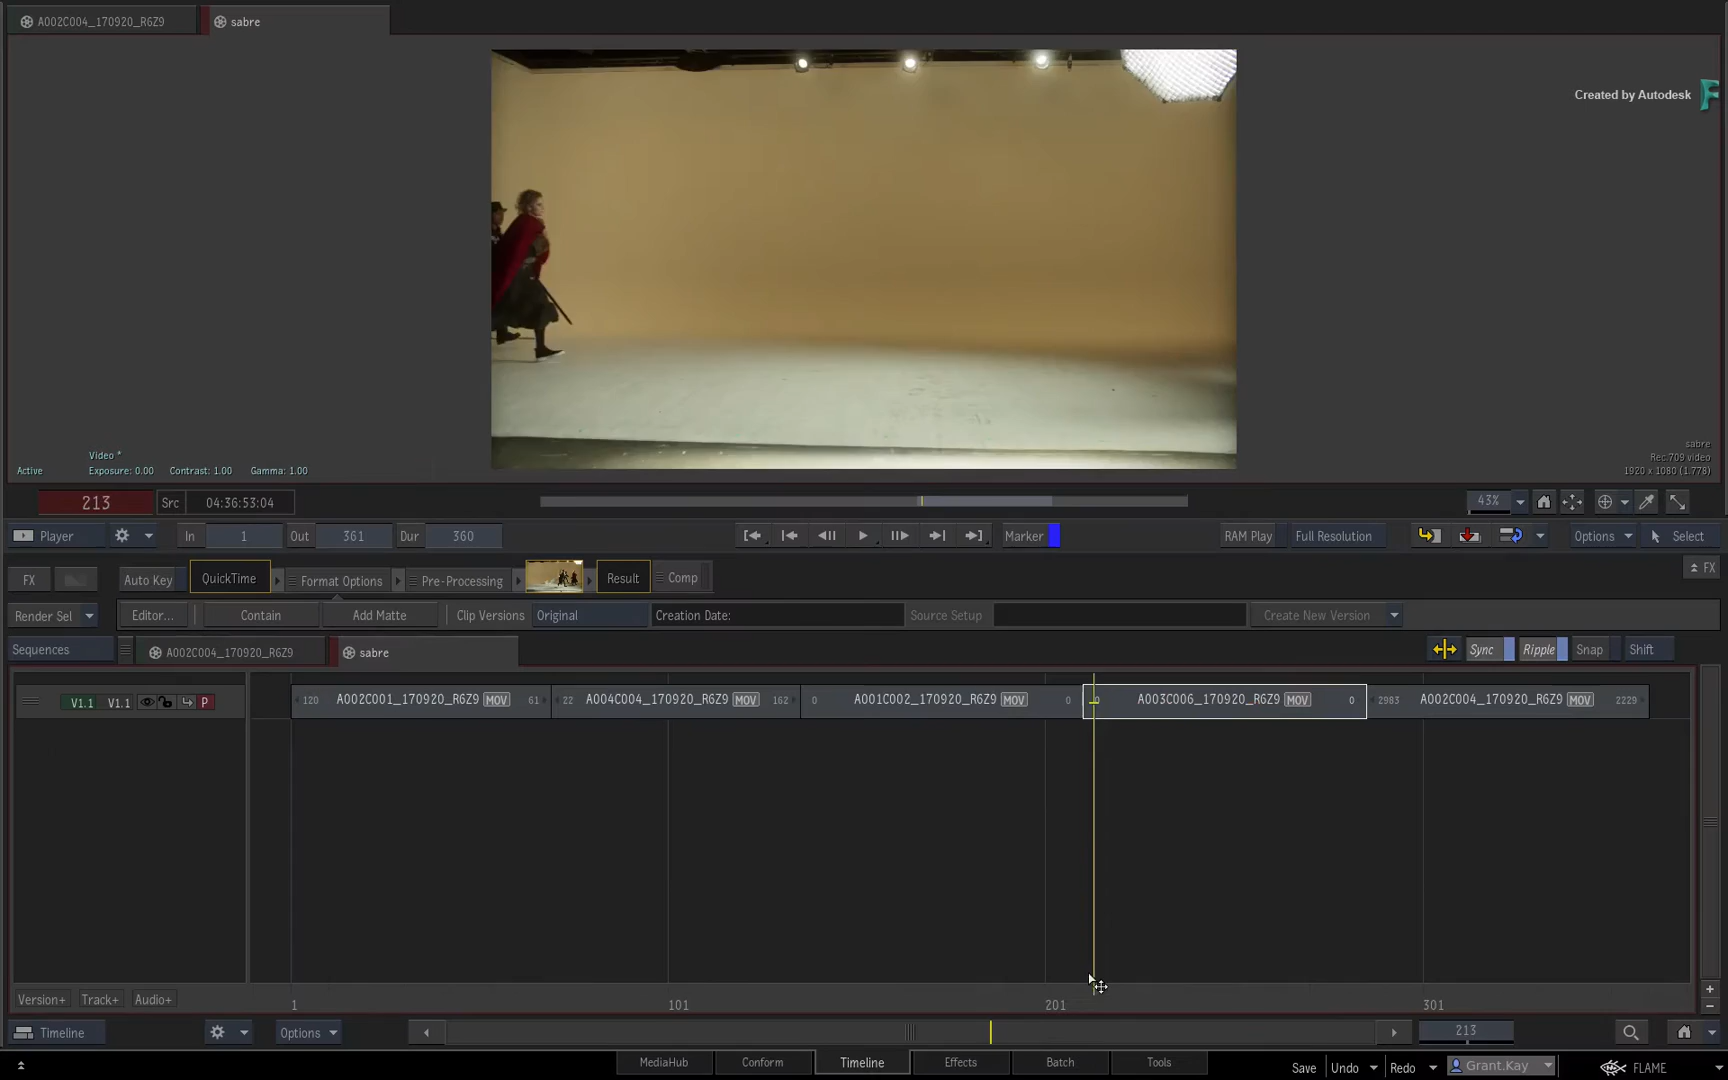 A002C004_170920_R6Z9
sabre
Created by Autodesk
Video *
Active
Exposure: 0.00
Contrast: 1.00
Gamma: 1.00
sabre
Rec.709 video
1920 x 1080 (1.778)
213
Src
04:36:53:04
43%
Player
In
1
Out
361
Dur
360
Marker
RAM Play
Full Resolution
Options
Select
FX
Auto Key
QuickTime
Format Options
Pre-Processing
Result
Comp
FX
Render Sel
Editor...
Contain
Add Matte
Clip Versions
Original
Creation Date:
Source Setup
Create New Version
Sequences
A002C004_170920_R6Z9
sabre
Sync
Ripple
Snap
Shift
V1.1
V1.1
P
120 A002C001_170920_R6Z9 MOV 61
22 A004C004_170920_R6Z9 MOV 162
0 A001C002_170920_R6Z9 MOV 0
0 A003C006_170920_R6Z9 MOV 0
2983 A002C004_170920_R6Z9 MOV 2229
Version+
Track+
Audio+
1
101
201
301
Timeline
Options
213
MediaHub
Conform
Timeline
Effects
Batch
Tools
Save
Undo
Redo
Grant.Kay
FLAME